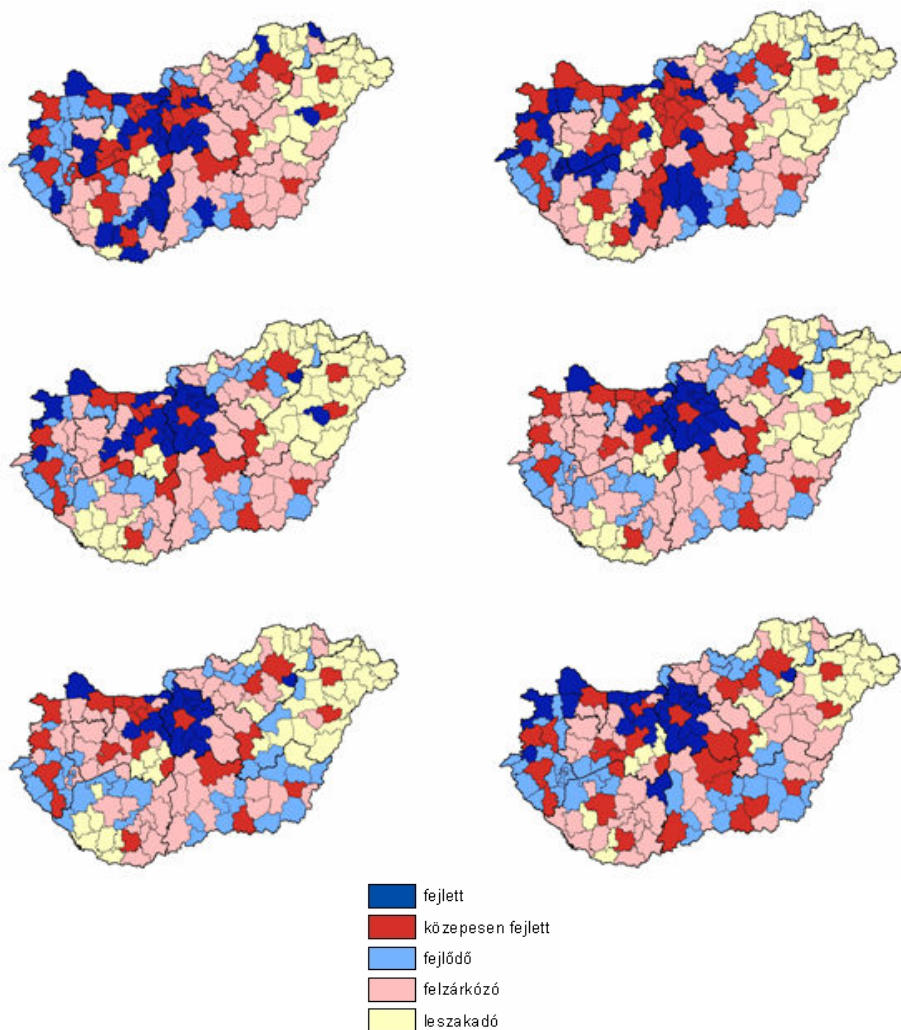 fejlett
közepesen fejlett
fejlődő
felzárkózó
leszakadó